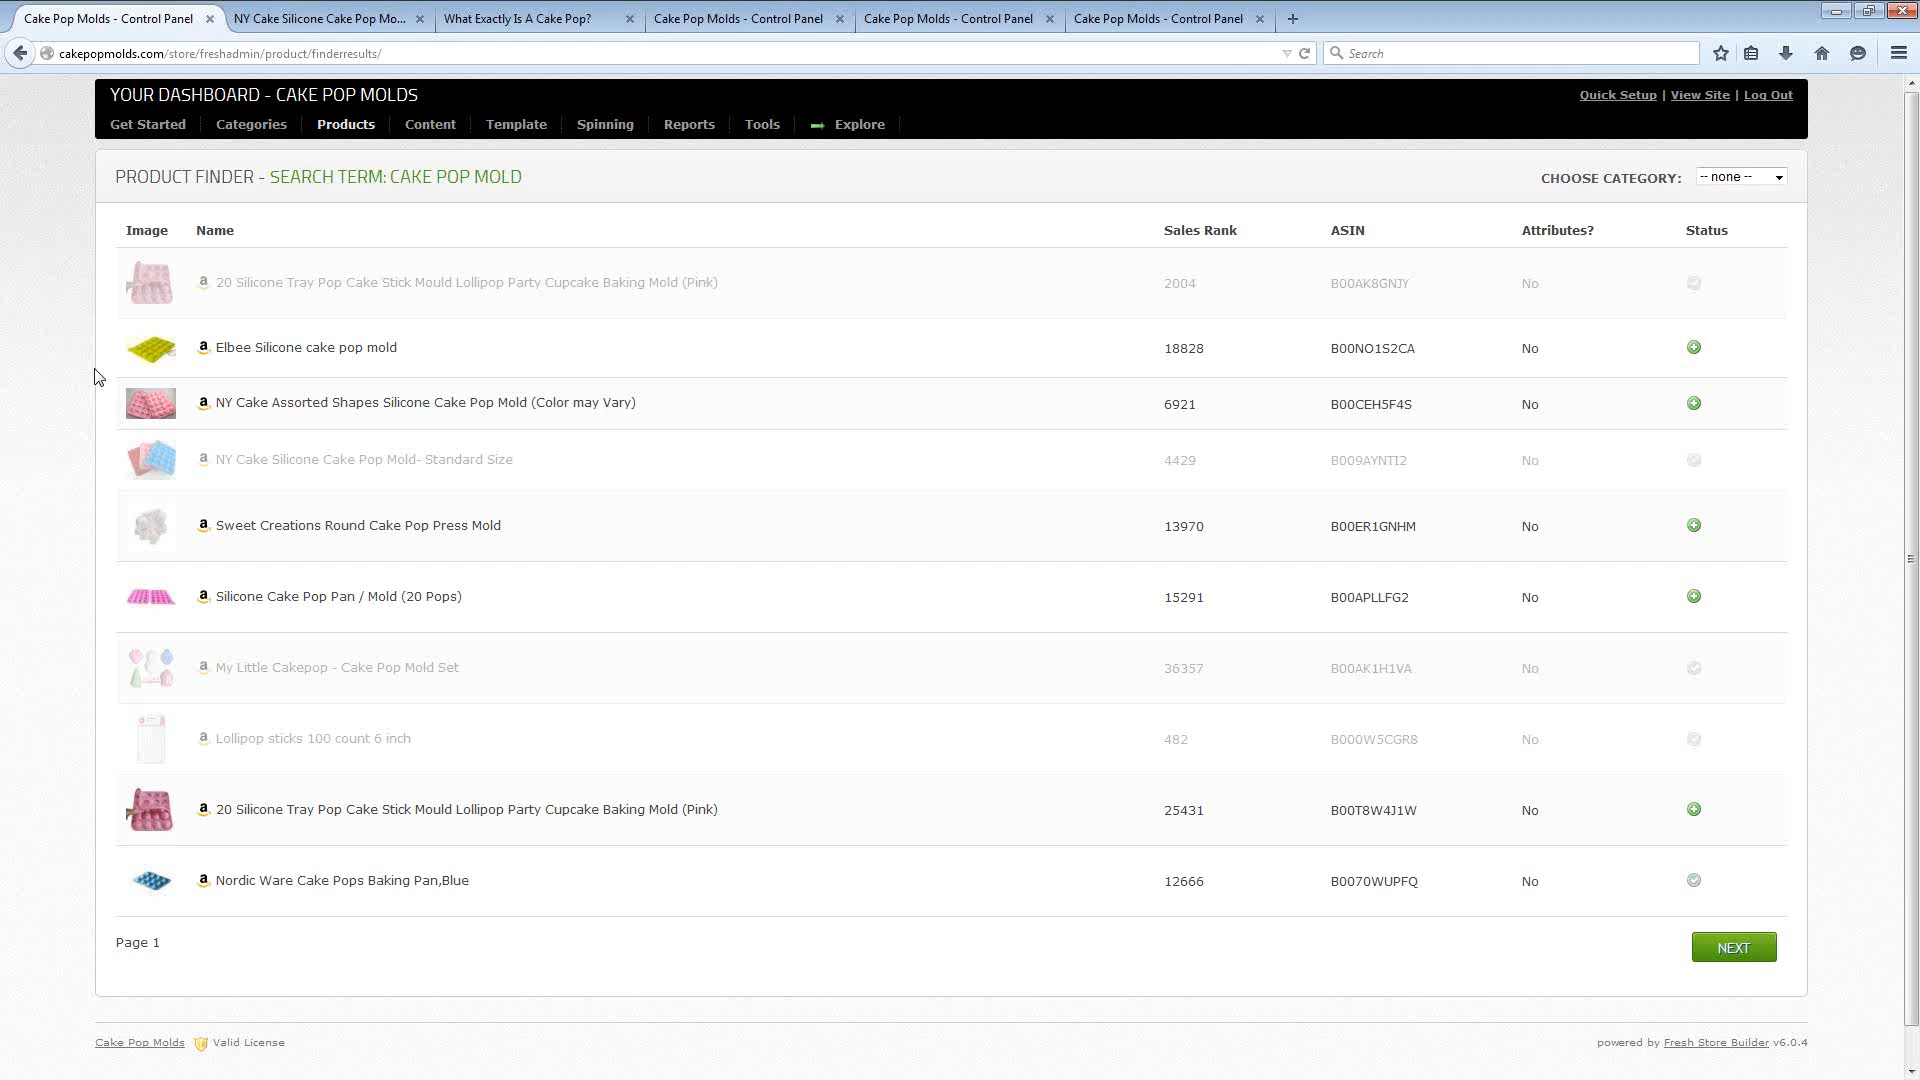 Cake Pop Molds - Control Panel
NY Cake Silicone Cake Pop Mo...
What Exactly Is A Cake Pop?
Cake Pop Molds - Control Panel
Cake Pop Molds - Control Panel
Cake Pop Molds - Control Panel
cakepopmolds.com/store/freshadmin/product/finderresults/
Search
YOUR DASHBOARD - CAKE POP MOLDS
Quick Setup | View Site | Log Out
Get Started Categories Products Content Template Spinning Reports Tools Explore
PRODUCT FINDER - SEARCH TERM: CAKE POP MOLD
CHOOSE CATEGORY: -- none --
Image Name Sales Rank ASIN Attributes? Status
a 20 Silicone Tray Pop Cake Stick Mould Lollipop Party Cupcake Baking Mold (Pink) 2004 B00AK8GNJY No
a Elbee Silicone cake pop mold 18828 B00NO1S2CA No
a NY Cake Assorted Shapes Silicone Cake Pop Mold (Color may Vary) 6921 B00CEH5F4S No
a NY Cake Silicone Cake Pop Mold- Standard Size 4429 B009AYNTI2 No
a Sweet Creations Round Cake Pop Press Mold 13970 B00ER1GNHM No
a Silicone Cake Pop Pan / Mold (20 Pops) 15291 B00APLLFG2 No
a My Little Cakepop - Cake Pop Mold Set 36357 B00AK1H1VA No
a Lollipop sticks 100 count 6 inch 482 B000W5CGR8 No
a 20 Silicone Tray Pop Cake Stick Mould Lollipop Party Cupcake Baking Mold (Pink) 25431 B00T8W4J1W No
a Nordic Ware Cake Pops Baking Pan,Blue 12666 B0070WUPFQ No
Page 1
NEXT
Cake Pop Molds Valid License
powered by Fresh Store Builder v6.0.4